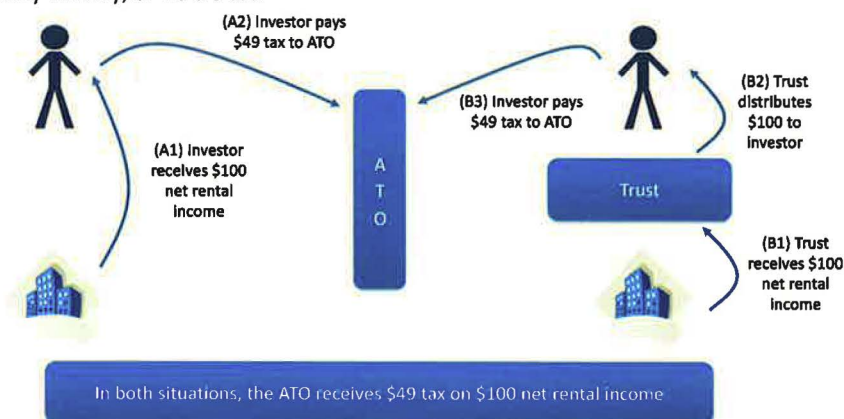 (A2) Investor pays
$49 tax to ATO
(A1) Investor
receives $100
net rental
income
A
T
O
(B3) Investor pays
$49 tax to ATO
(B2) Trust
distributes
$100 to
investor
Trust
(B1) Trust
receives $100
net rental
income
In both situations, the ATO receives $49 tax on $100 net rental income